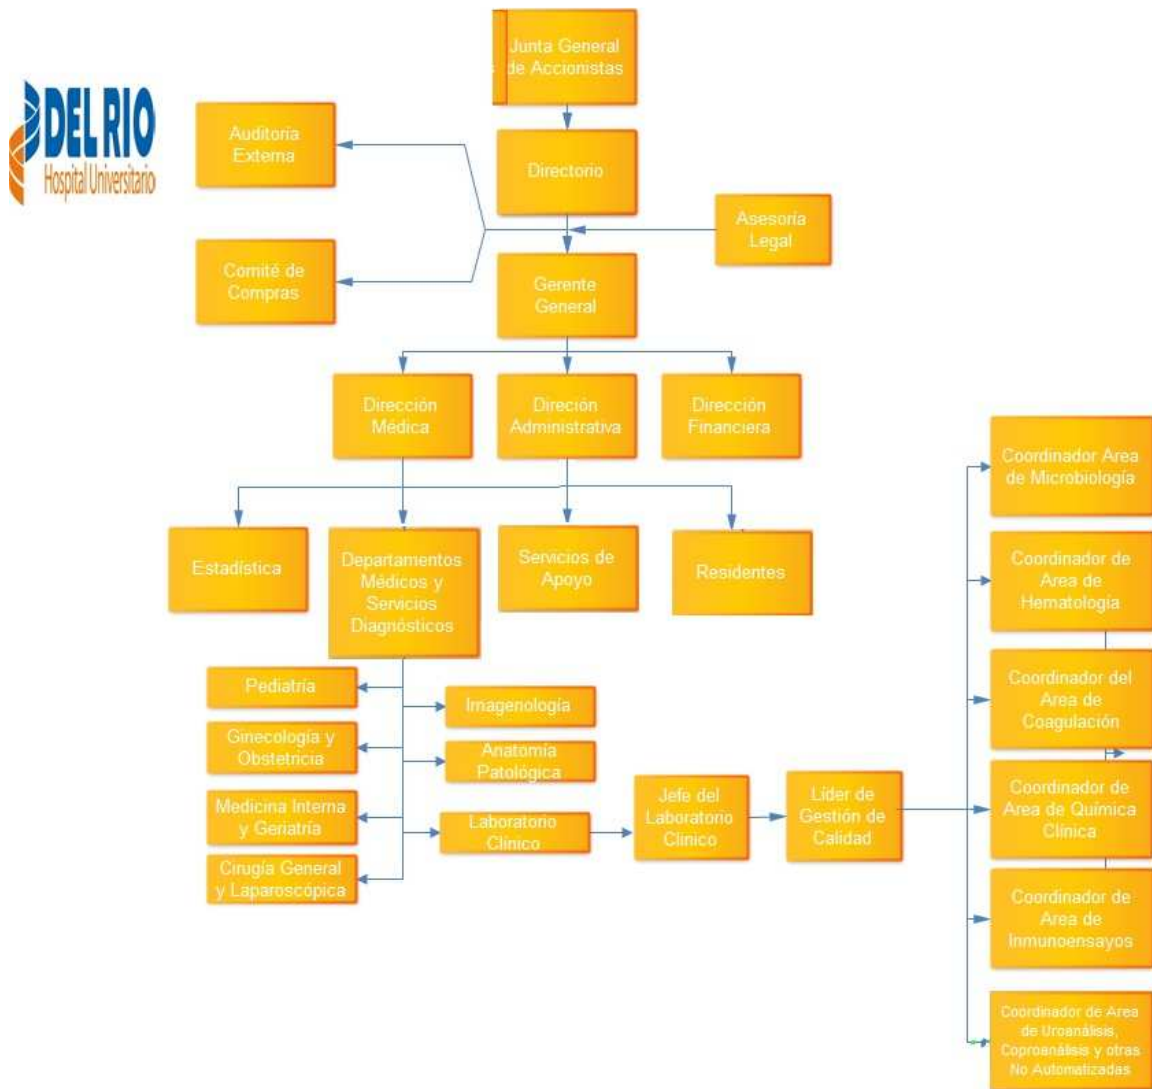 Junta General
s de Accionistas
DEL RIO
Hospital Universitario
Auditoría
Externa
Directorio
Asesoría
Legal
Comité de
Compras
Gerente
General
Dirección
Médica
Direción
Administrativa
Dirección
Financiera
Coordinador Area
de Microbiología
Estadística
Departamentos
Médicos y
Servicios
Diagnósticos
Servicios de
Apoyo
Residentes
Coordinador de
Area de
Hematología
Pediatría
Imagenología
Coordinador del
Area de
Coagulación
Ginecología y
Obstetricia
Anatomía
Patológica
Medicina Interna
y Geriatría
Laboratorio
Clínico
Jefe del
Laboratorio
Clínico
Líder de
Gestión de
Calidad
Coordinador de
Area de Química
Clínica
Cirugía General
y Laparoscópica
Coordinador de
Area de
Inmunoensayos
Coordinador de Area
de Uroanálisis,
Coproanálisis y otras
No Automatizadas